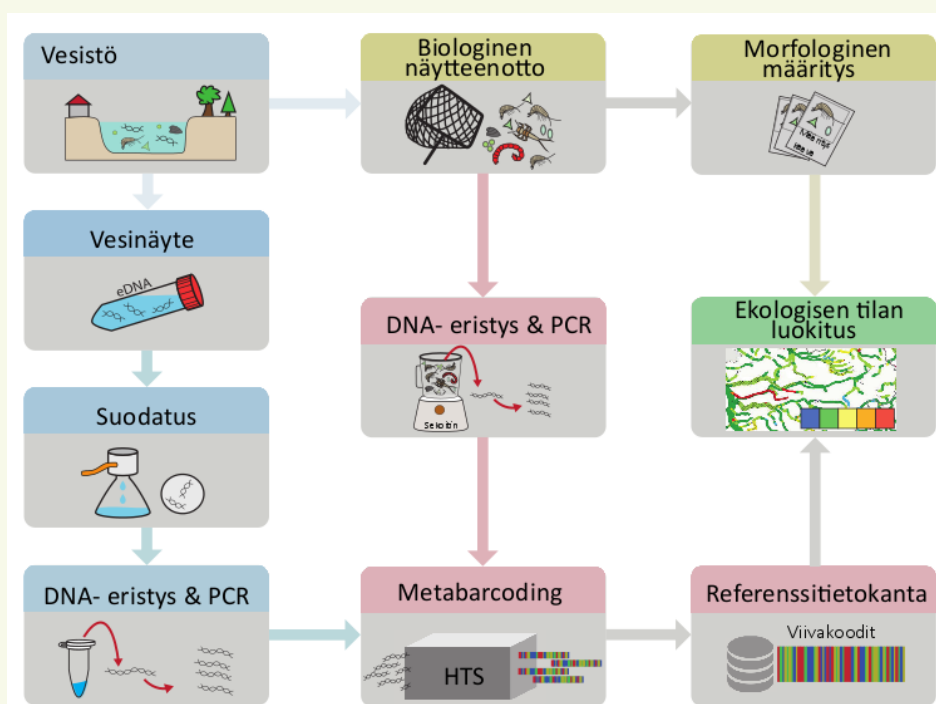 Vesistö
Biologinen
näytteenotto
Morfologinen
määritys
Vesinäyte
eDNA
DNA- eristys & PCR
Sekoitin
Ekologisen tilan
luokitus
Suodatus
DNA- eristys & PCR
Metabarcoding
HTS
Referenssitietokanta
Viivakoodit